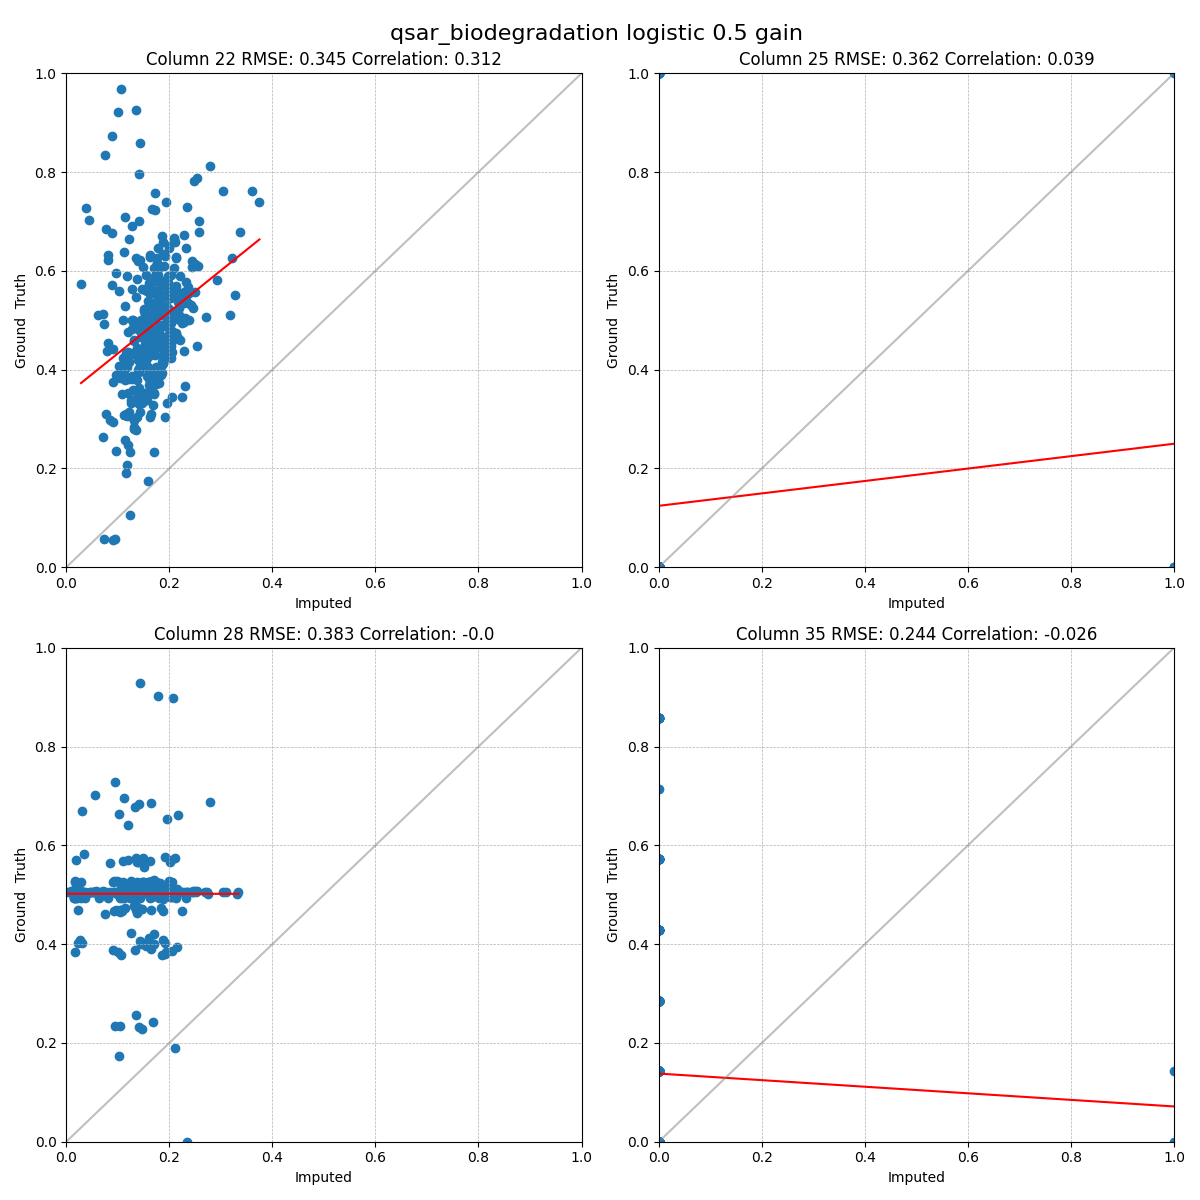 qsar_biodegradation logistic 0.5 gain
Column 22 RMSE: 0.345 Correlation: 0.312
1.0
0.8
0.6
0.4
0.2
0.0
Ground Truth
0.0 0.2 0.4 0.6 0.8 1.0
Imputed
Column 25 RMSE: 0.362 Correlation: 0.039
1.0
0.8
0.6
0.4
0.2
0.0
Ground Truth
0.0 0.2 0.4 0.6 0.8 1.0
Imputed
Column 28 RMSE: 0.383 Correlation: -0.0
1.0
0.8
0.6
0.4
0.2
0.0
Ground Truth
0.0 0.2 0.4 0.6 0.8 1.0
Imputed
Column 35 RMSE: 0.244 Correlation: -0.026
1.0
0.8
0.6
0.4
0.2
0.0
Ground Truth
0.0 0.2 0.4 0.6 0.8 1.0
Imputed